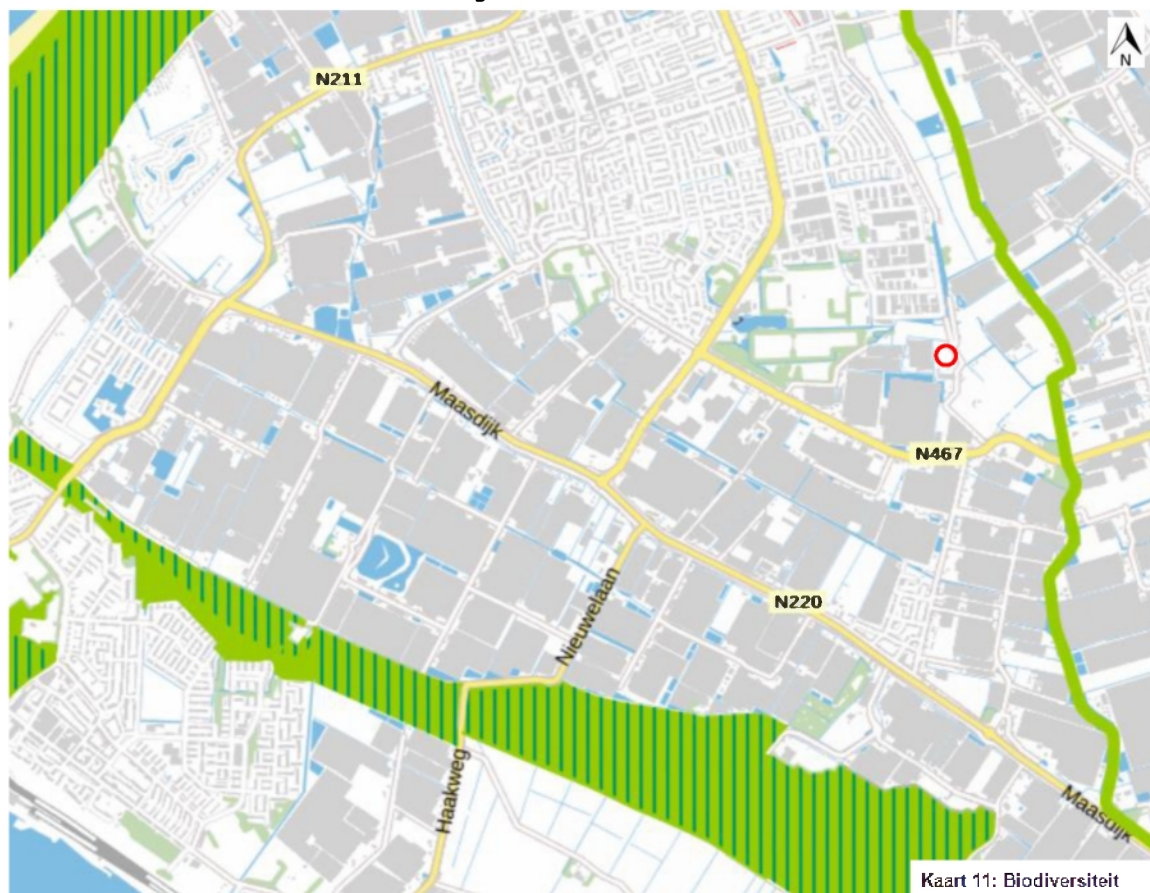 N
N211
Maasdijk
N467
Nieuwelaan
N220
Haakweg
Maasdijk
Kaart 11: Biodiversiteit